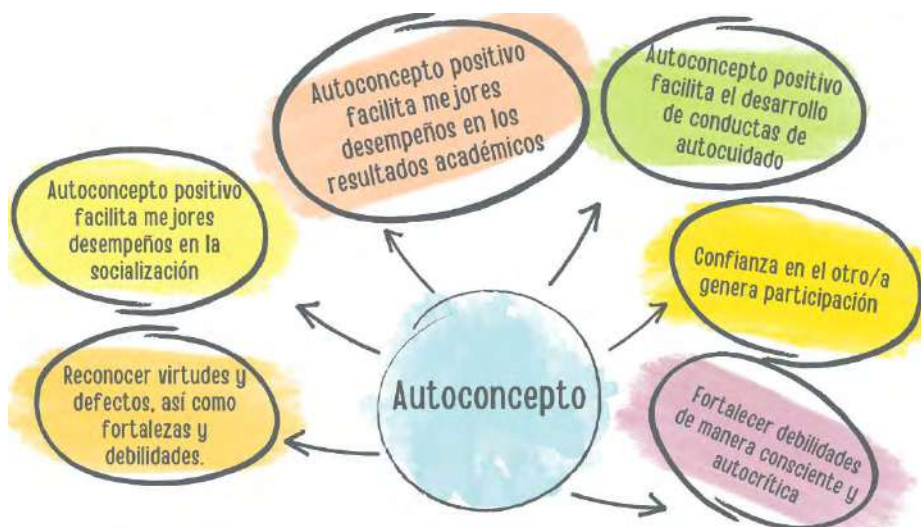 Autoconcepto positivo
facilita mejores
desempeños en los
resultados académicos
Autoconcepto positivo
facilita el desarrollo
de conductas de
autocuidado
Autoconcepto positivo
facilita mejores
desempeños en la
socialización
Confianza en el otro/a
genera participación
Reconocer virtudes y
defectos, así como
fortalezas y
debilidades.
Autoconcepto
Fortalecer debilidades
de manera consciente y
autocrítica